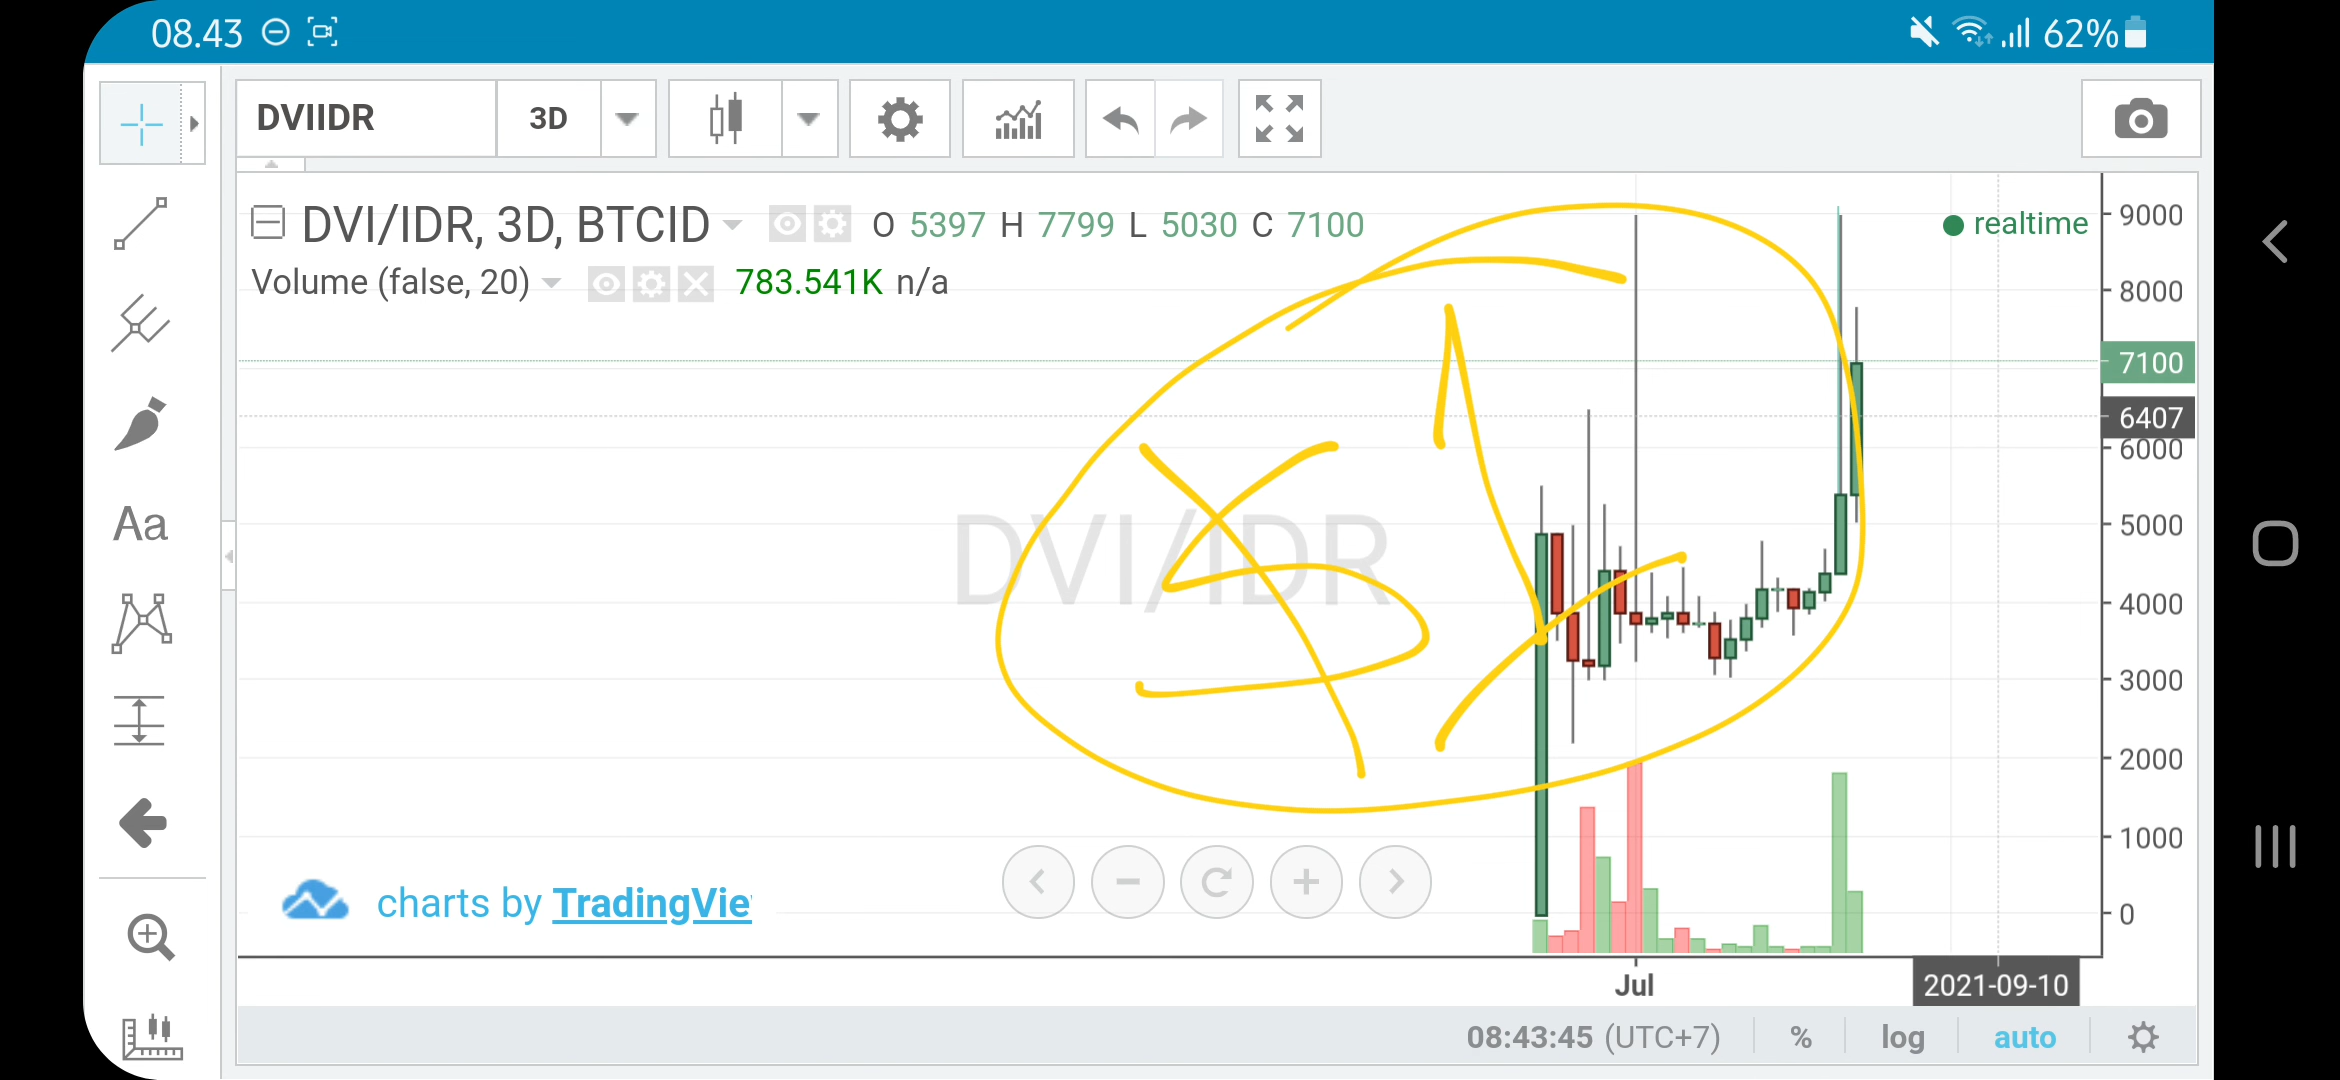 08.43 62%
DVIIDR 3D
DVI/IDR, 3D, BTCID O 5397 H 7799 L 5030 C 7100 realtime
Volume (false, 20) 783.541K n/a
9000
8000
7100
6407
6000
5000
4000
3000
2000
1000
0
Aa
DVI/IDR
charts by TradingVie
Jul 2021-09-10
08:43:45 (UTC+7) % log auto